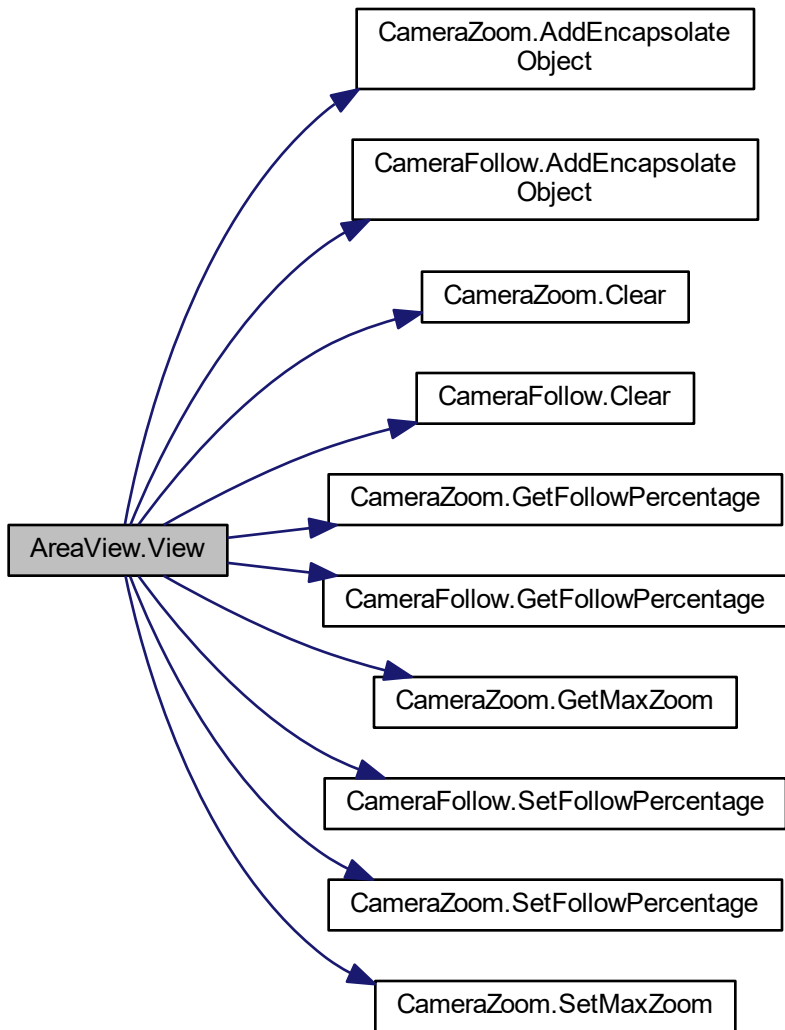 CameraZoom.AddEncapsolate
Object
CameraFollow.AddEncapsolate
Object
CameraZoom.Clear
CameraFollow.Clear
CameraZoom.GetFollowPercentage
AreaView.View
CameraFollow.GetFollowPercentage
CameraZoom.GetMaxZoom
CameraFollow.SetFollowPercentage
CameraZoom.SetFollowPercentage
CameraZoom.SetMaxZoom